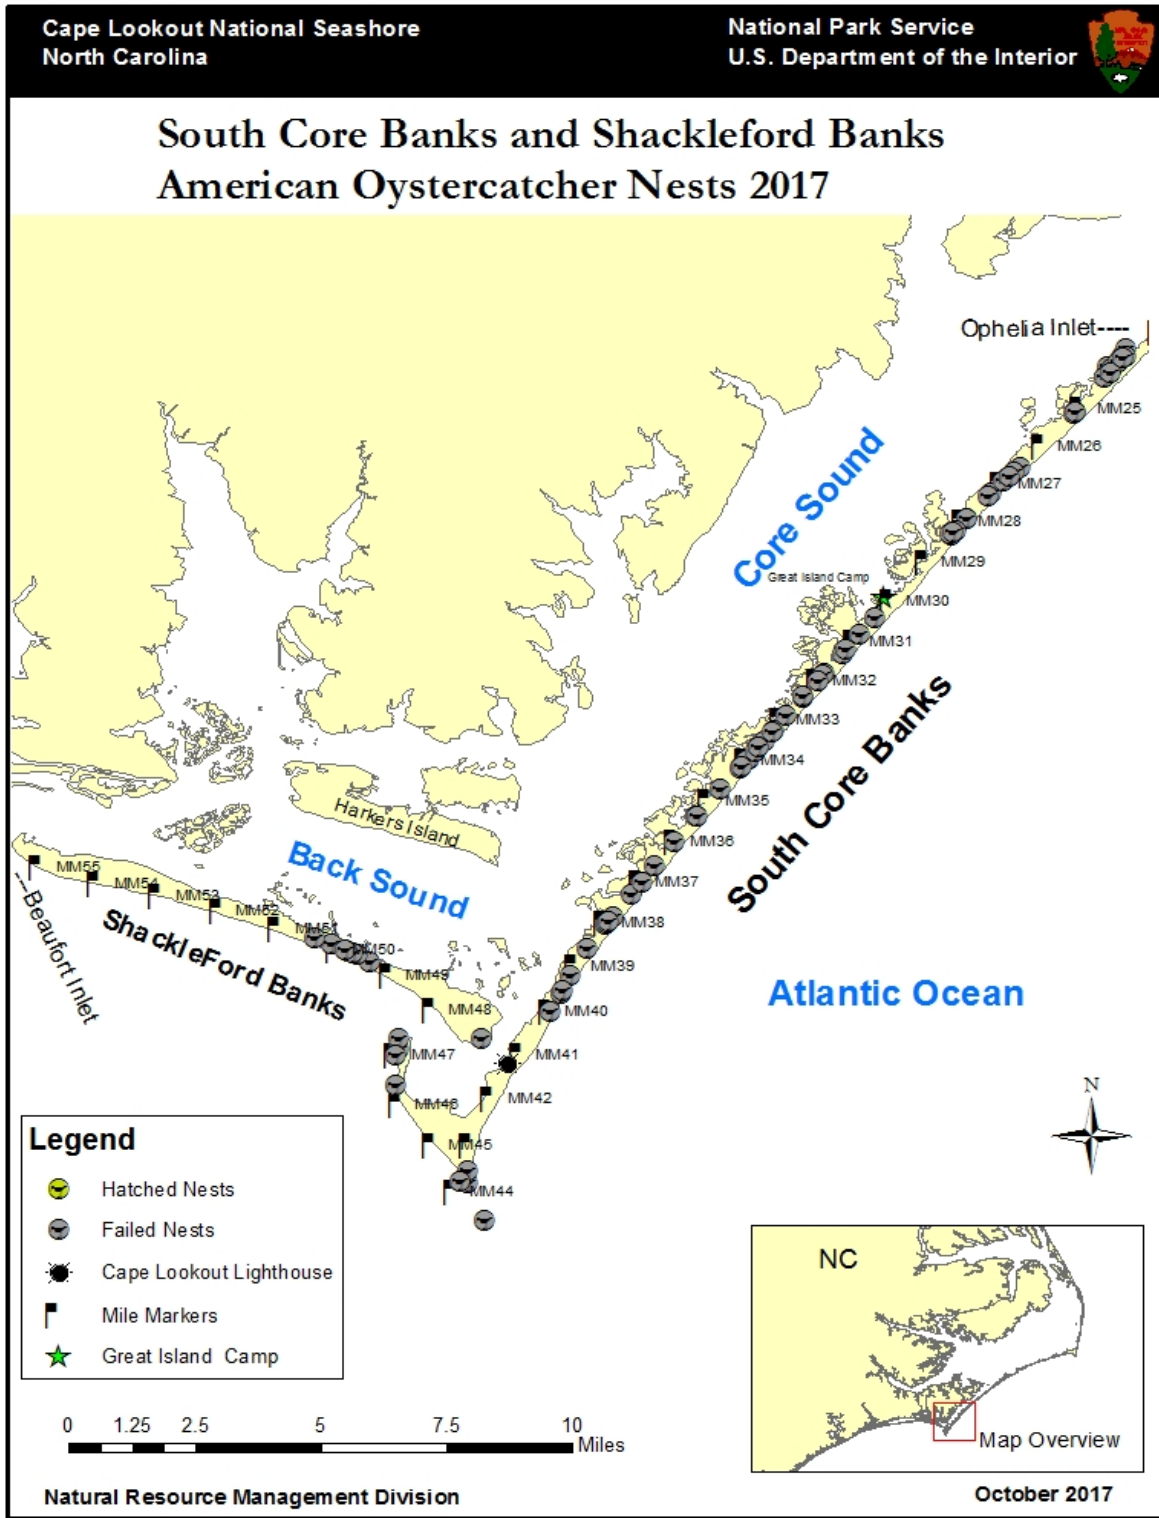 Cape Lookout National Seashore
North Carolina
National Park Service
U.S. Department of the Interior
South Core Banks and Shackleford Banks
American Oystercatcher Nests 2017
Ophelia Inlet----
MM25
MM26
MM27
MM28
MM29
Core Sound
Great Island Camp
MM30
MM31
MM32
MM33
MM34
MM35
MM36
MM37
MM38
MM39
MM40
MM41
MM42
South Core Banks
Harkers Island
Back Sound
MM55
MM54
MM53
MM52
MM51
MM50
MM49
MM48
MM47
MM46
MM45
MM44
ShackleFord Banks
----Beaufort Inlet
Atlantic Ocean
N
Legend
Hatched Nests
Failed Nests
Cape Lookout Lighthouse
Mile Markers
Great Island Camp
NC
Map Overview
0 1.25 2.5 5 7.5 10
Miles
Natural Resource Management Division
October 2017